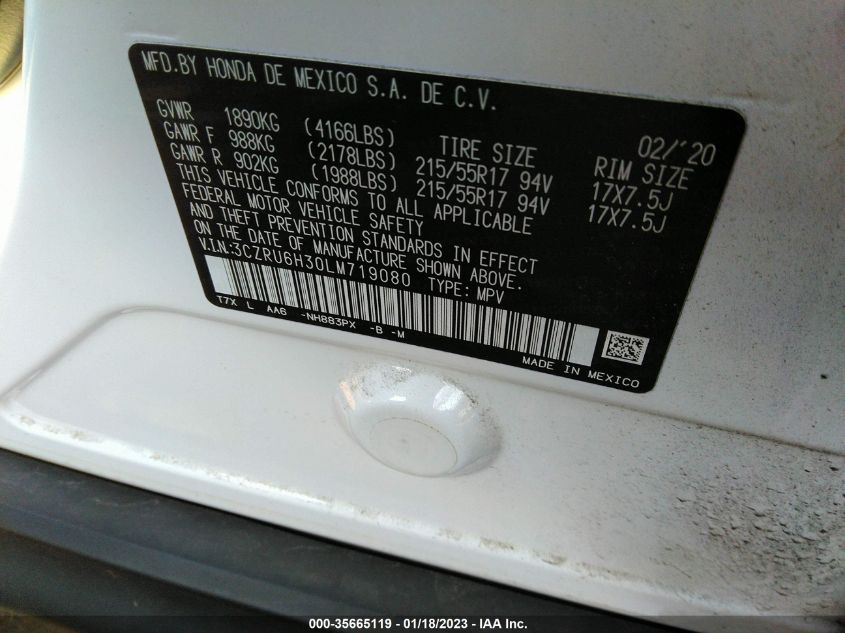 MFD.BY HONDA DE MEXICO S.A. DE C.V.
02/'20
GVWR 1890KG (4166LBS) TIRE SIZE RIM SIZE
GAWR F 988KG (2178LBS) 215/55R17 94V 17X7.5J
GAWR R 902KG (1988LBS) 215/55R17 94V 17X7.5J
THIS VEHICLE CONFORMS TO ALL APPLICABLE
FEDERAL MOTOR VEHICLE SAFETY
AND THEFT PREVENTION STANDARDS IN EFFECT
ON THE DATE OF MANUFACTURE SHOWN ABOVE.
V.I.N:3CZRU6H30LM719080 TYPE: MPV
T7X L AA6 -NH883PX -B -M
MADE IN MEXICO
000-35665119 - 01/18/2023 - IAA Inc.